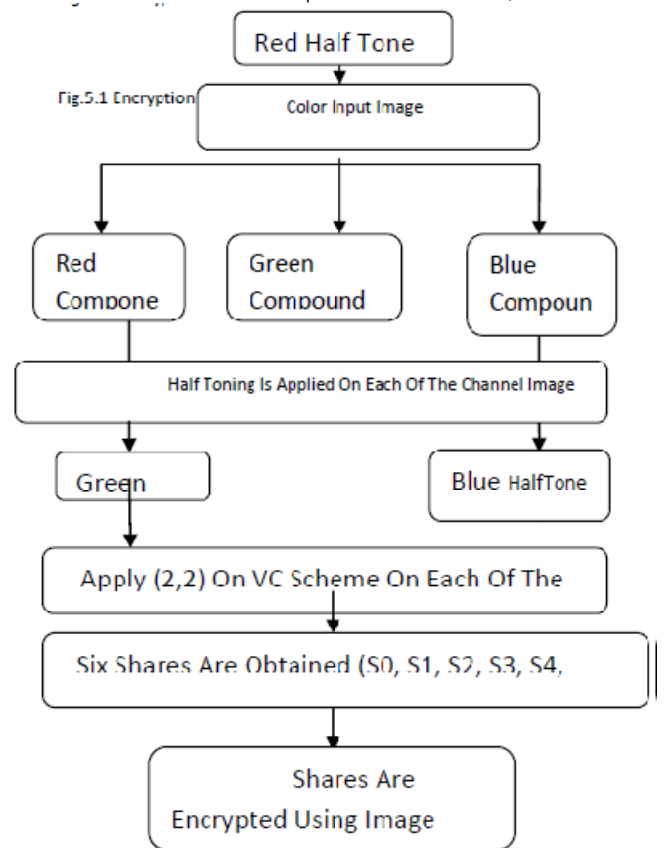 Red Half Tone
Fig.5.1 Encryption
Color Input Image
Red
Compone
Green
Compound
Blue
Compoun
Half Toning Is Applied On Each Of The Channel Image
Green
Blue HalfTone
Apply (2,2) On VC Scheme On Each Of The
Six Shares Are Obtained (S0, S1, S2, S3, S4,
Shares Are
Encrypted Using Image